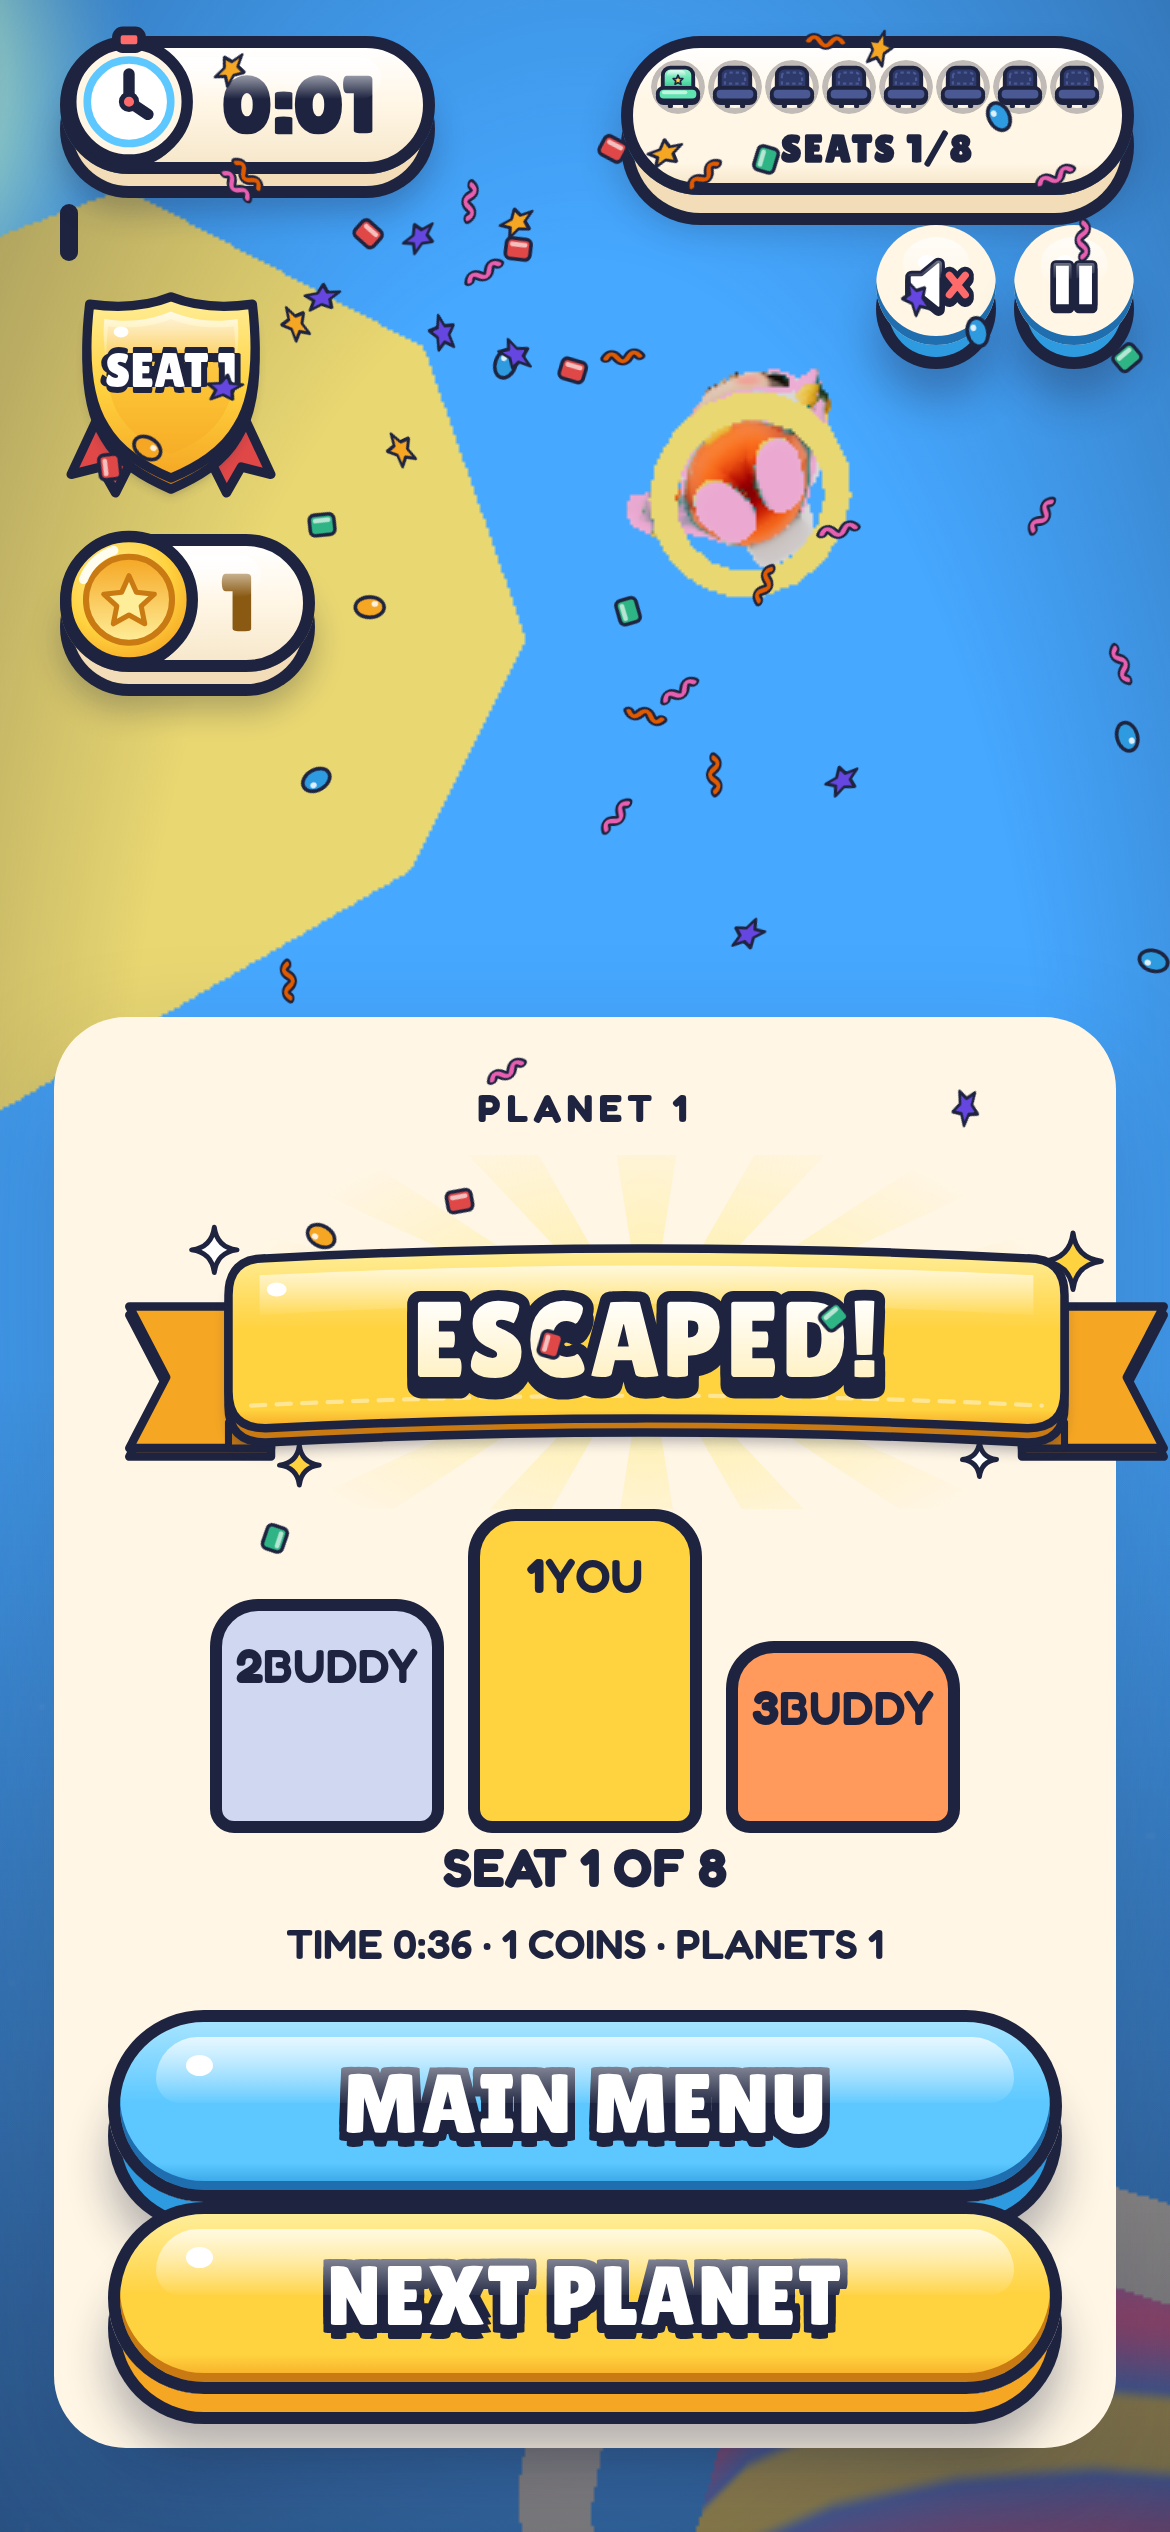 0:01
SEATS 1/8
SEAT 1
1
PLANET 1
ESCAPED!
1YOU
2BUDDY
3BUDDY
SEAT 1 OF 8
TIME 0:36 · 1 COINS · PLANETS 1
MAIN MENU
NEXT PLANET